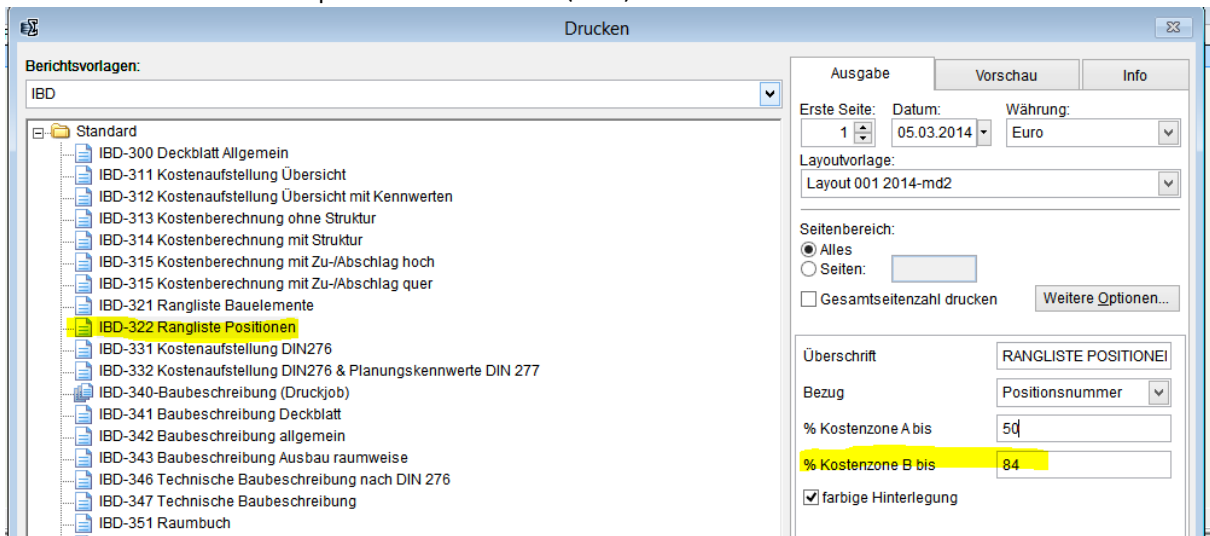 Drucken
Berichtsvorlagen:
IBD
Standard
IBD-300 Deckblatt Allgemein
IBD-311 Kostenaufstellung Übersicht
IBD-312 Kostenaufstellung Übersicht mit Kennwerten
IBD-313 Kostenberechnung ohne Struktur
IBD-314 Kostenberechnung mit Struktur
IBD-315 Kostenberechnung mit Zu-/Abschlag hoch
IBD-315 Kostenberechnung mit Zu-/Abschlag quer
IBD-321 Rangliste Bauelemente
IBD-322 Rangliste Positionen
IBD-331 Kostenaufstellung DIN276
IBD-332 Kostenaufstellung DIN276 & Planungskennwerte DIN 277
IBD-340-Baubeschreibung (Druckjob)
IBD-341 Baubeschreibung Deckblatt
IBD-342 Baubeschreibung allgemein
IBD-343 Baubeschreibung Ausbau raumweise
IBD-346 Technische Baubeschreibung nach DIN 276
IBD-347 Technische Baubeschreibung
IBD-351 Raumbuch
Ausgabe Vorschau Info
Erste Seite: Datum: Währung:
1 05.03.2014 Euro
Layoutvorlage:
Layout 001 2014-md2
Seitenbereich:
Alles
Seiten:
Gesamtseitenzahl drucken Weitere Optionen...
Überschrift RANGLISTE POSITIONEI
Bezug Positionsnummer
% Kostenzone A bis 50
% Kostenzone B bis 84
farbige Hinterlegung